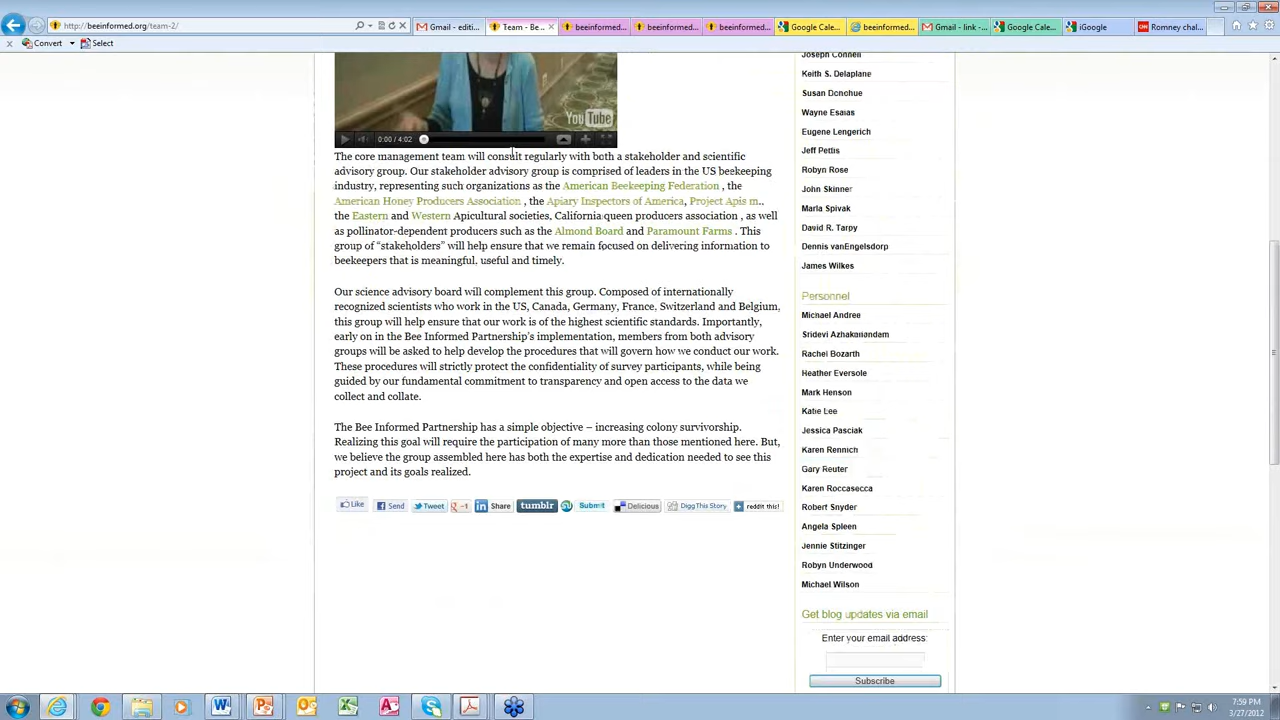 http://beeinformed.org/team-2/
Gmail - editi...
Team - Be...
beeinformed...
beeinformed...
beeinformed...
Google Cale...
beeinformed...
Gmail - link -...
Google Cale...
iGoogle
Romney chal...
Convert
Select
YouTube
0:00 / 4:02
The core management team will consult regularly with both a stakeholder and scientific
advisory group. Our stakeholder advisory group is comprised of leaders in the US beekeeping
industry, representing such organizations as the American Beekeeping Federation , the
American Honey Producers Association , the Apiary Inspectors of America, Project Apis m..
the Eastern and Western Apicultural societies, California queen producers association , as well
as pollinator-dependent producers such as the Almond Board and Paramount Farms . This
group of “stakeholders” will help ensure that we remain focused on delivering information to
beekeepers that is meaningful, useful and timely.
Our science advisory board will complement this group. Composed of internationally
recognized scientists who work in the US, Canada, Germany, France, Switzerland and Belgium,
this group will help ensure that our work is of the highest scientific standards. Importantly,
early on in the Bee Informed Partnership’s implementation, members from both advisory
groups will be asked to help develop the procedures that will govern how we conduct our work.
These procedures will strictly protect the confidentiality of survey participants, while being
guided by our fundamental commitment to transparency and open access to the data we
collect and collate.
The Bee Informed Partnership has a simple objective – increasing colony survivorship.
Realizing this goal will require the participation of many more than those mentioned here. But,
we believe the group assembled here has both the expertise and dedication needed to see this
project and its goals realized.
Like
Send
Tweet
+1
Share
tumblr
Submit
Delicious
Digg This Story
reddit this!
Joseph Connell
Keith S. Delaplane
Susan Donohue
Wayne Esaias
Eugene Lengerich
Jeff Pettis
Robyn Rose
John Skinner
Marla Spivak
David R. Tarpy
Dennis vanEngelsdorp
James Wilkes
Personnel
Michael Andree
Sridevi Azhakmandam
Rachel Bozarth
Heather Eversole
Mark Henson
Katie Lee
Jessica Pasciak
Karen Rennich
Gary Reuter
Karen Roccasecca
Robert Snyder
Angela Spleen
Jennie Stitzinger
Robyn Underwood
Michael Wilson
Get blog updates via email
Enter your email address:
Subscribe
7:59 PM
3/27/2012